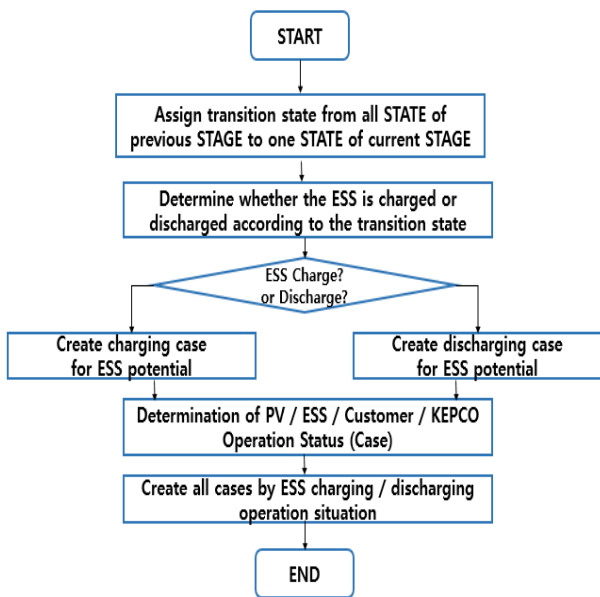 START
Assign transition state from all STATE of
previous STAGE to one STATE of current STAGE
Determine whether the ESS is charged or
discharged according to the transition state
ESS Charge?
or Discharge?
Create charging case
for ESS potential
Create discharging case
for ESS potential
Determination of PV / ESS / Customer / KEPCO
Operation Status (Case)
Create all cases by ESS charging / discharging
operation situation
END